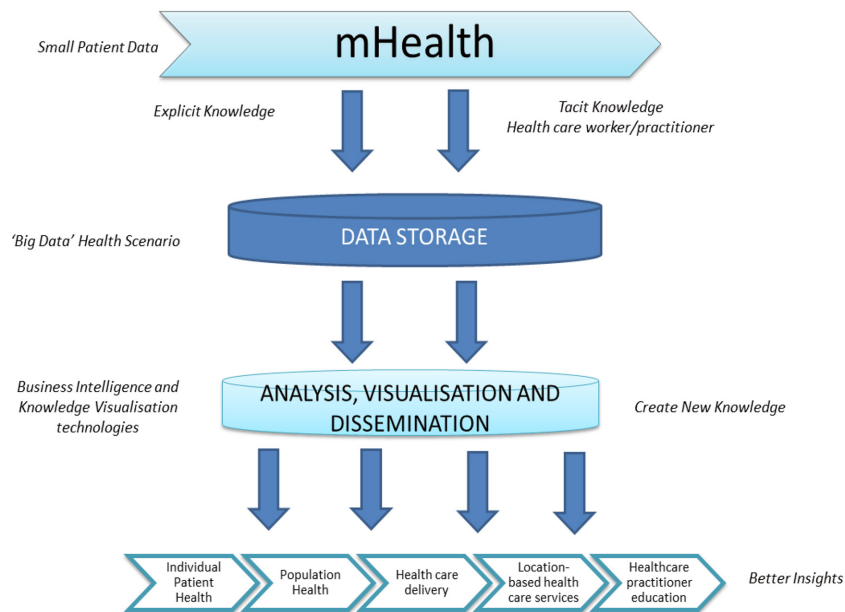 mHealth
Small Patient Data
Explicit Knowledge
Tacit Knowledge
Health care worker/practitioner
DATA STORAGE
‘Big Data’ Health Scenario
ANALYSIS, VISUALISATION AND
DISSEMINATION
Business Intelligence and
Knowledge Visualisation
technologies
Create New Knowledge
Individual
Patient
Health
Population
Health
Health care
delivery
Location-
based health
care services
Healthcare
practitioner
education
Better Insights